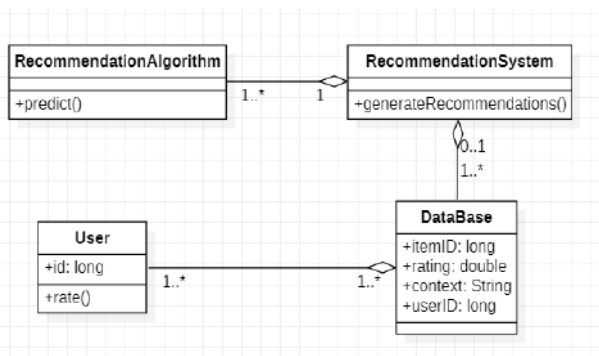 RecommendationAlgorithm
+predict()
1..*
1
RecommendationSystem
+generateRecommendations()
0..1
1..*
User
+id: long
+rate()
1..*
1..*
DataBase
+itemID: long
+rating: double
+context: String
+userID: long